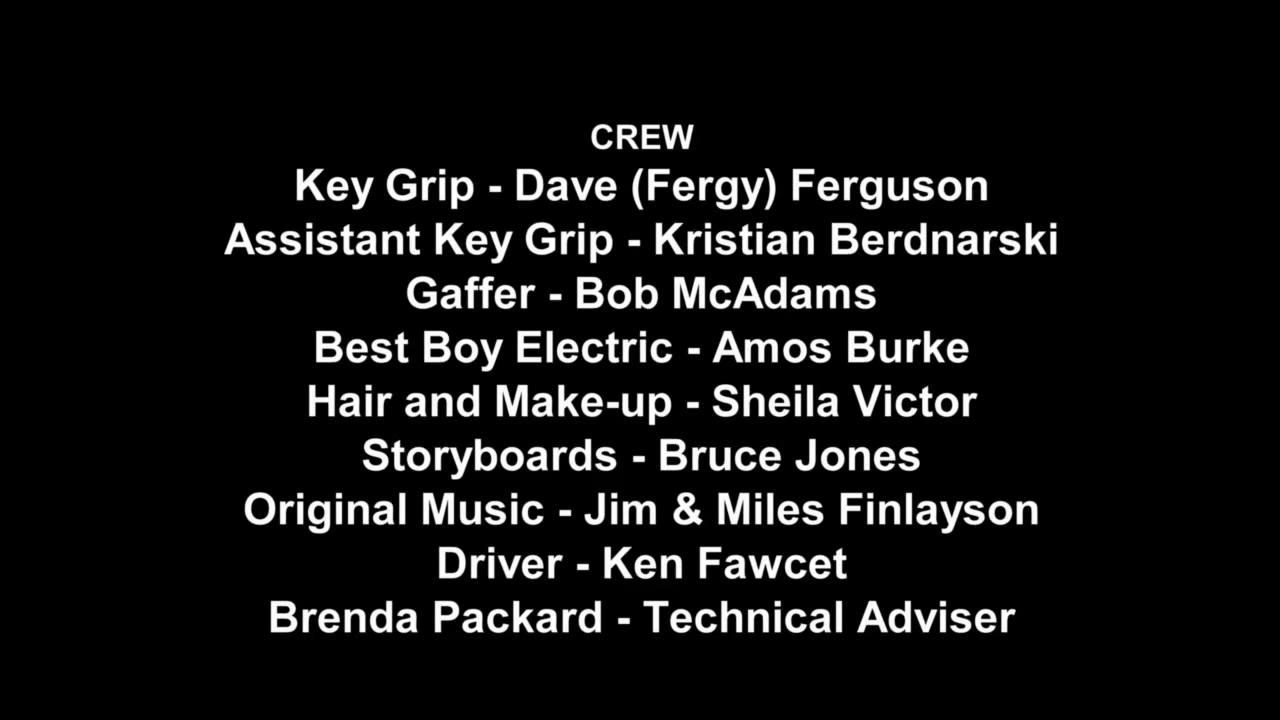 CREW
Key Grip - Dave (Fergy) Ferguson
Assistant Key Grip - Kristian Berdnarski
Gaffer - Bob McAdams
Best Boy Electric - Amos Burke
Hair and Make-up - Sheila Victor
Storyboards - Bruce Jones
Original Music - Jim & Miles Finlayson
Driver - Ken Fawcet
Brenda Packard - Technical Adviser